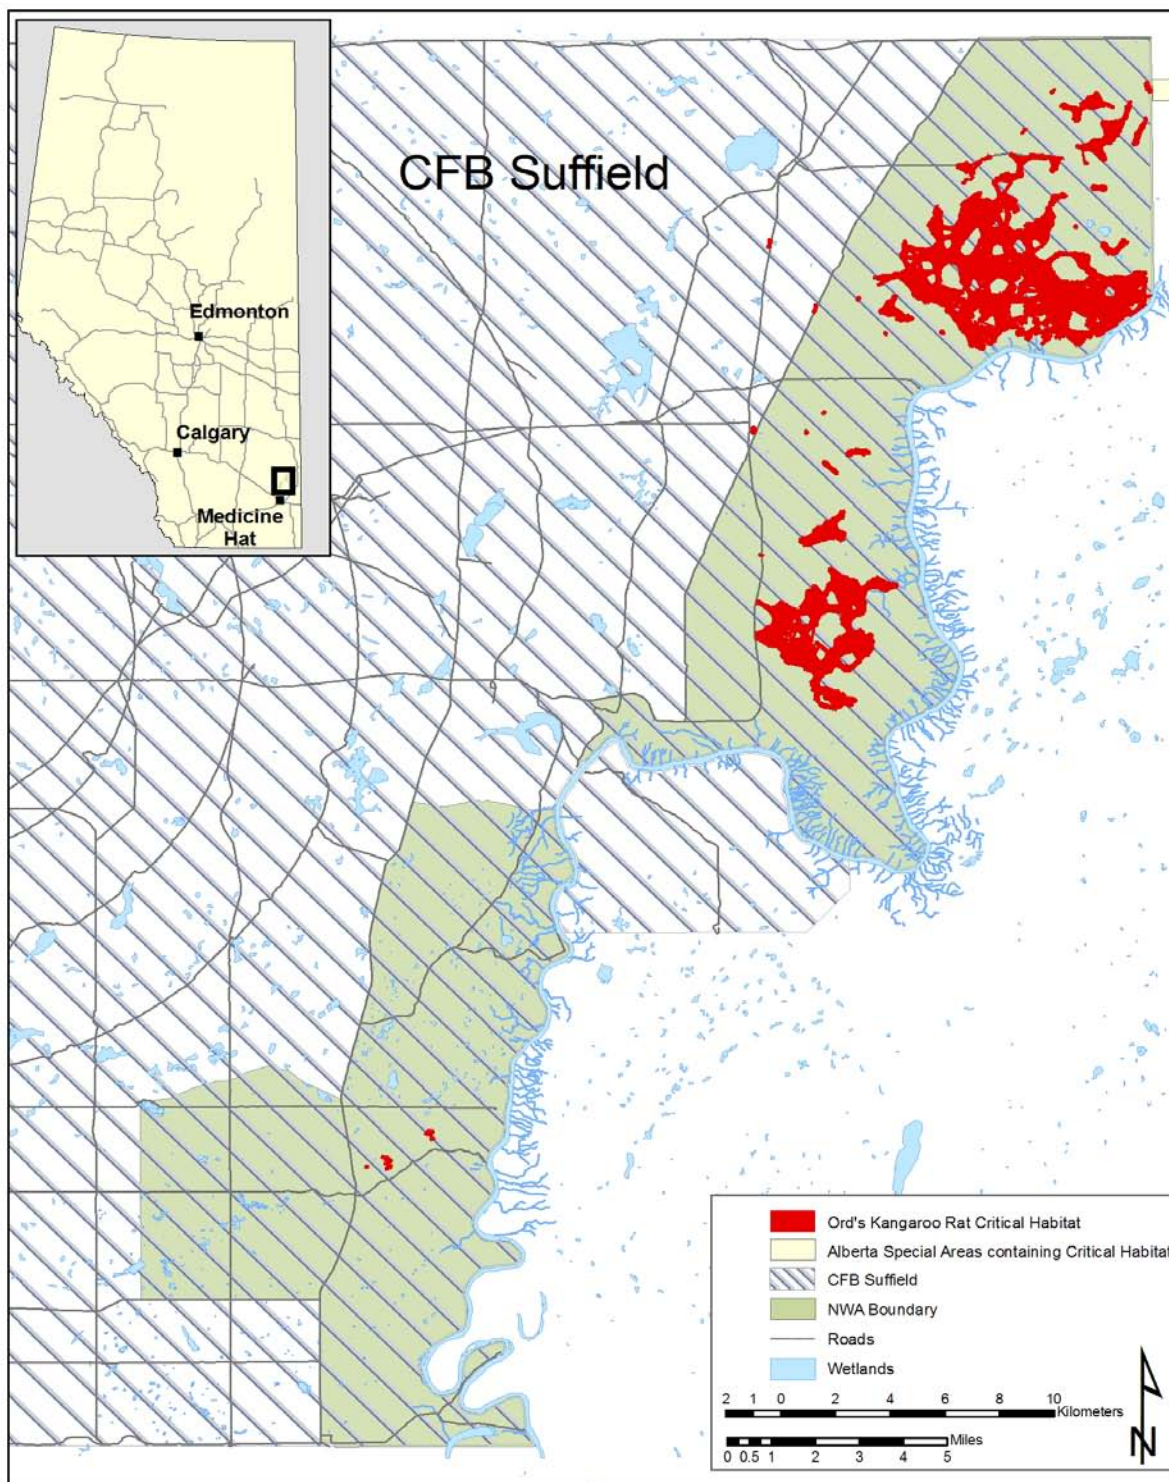 CFB Suffield
Edmonton
Calgary
Medicine
Hat
Ord's Kangaroo Rat Critical Habitat
Alberta Special Areas containing Critical Habitat
CFB Suffield
NWA Boundary
Roads
Wetlands
2 1 0 2 4 6 8 10
Kilometers
Miles
0 0.5 1 2 3 4 5
N